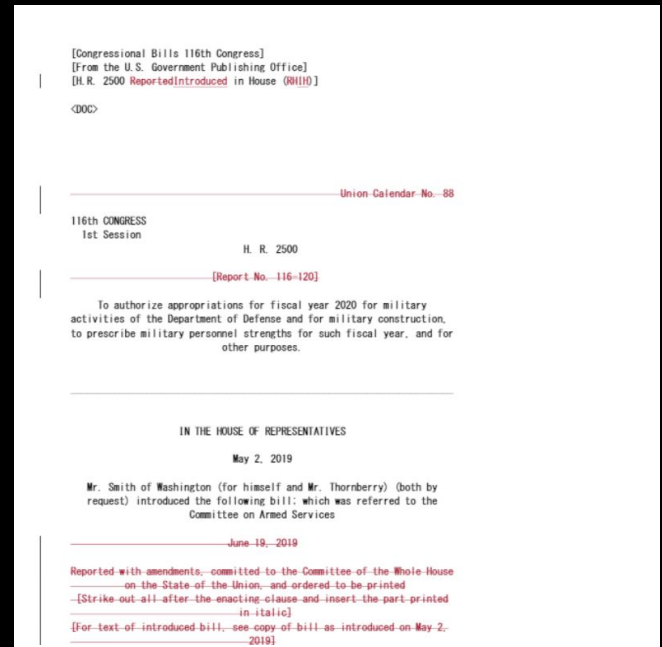 [Congressional Bills 116th Congress]
[From the U.S. Government Publishing Office]
[H.R. 2500 ReportedIntroduced in House (RHIH)]
<DOC>
Union Calendar No. 88
116th CONGRESS
1st Session
H. R. 2500
[Report No. 116-120]
To authorize appropriations for fiscal year 2020 for military
activities of the Department of Defense and for military construction,
to prescribe military personnel strengths for such fiscal year, and for
other purposes.
IN THE HOUSE OF REPRESENTATIVES
May 2, 2019
Mr. Smith of Washington (for himself and Mr. Thornberry) (both by
request) introduced the following bill; which was referred to the
Committee on Armed Services
June 19, 2019
Reported with amendments, committed to the Committee of the Whole House
on the State of the Union, and ordered to be printed
[Strike out all after the enacting clause and insert the part printed
in italic]
[For text of introduced bill, see copy of bill as introduced on May 2,
2019]